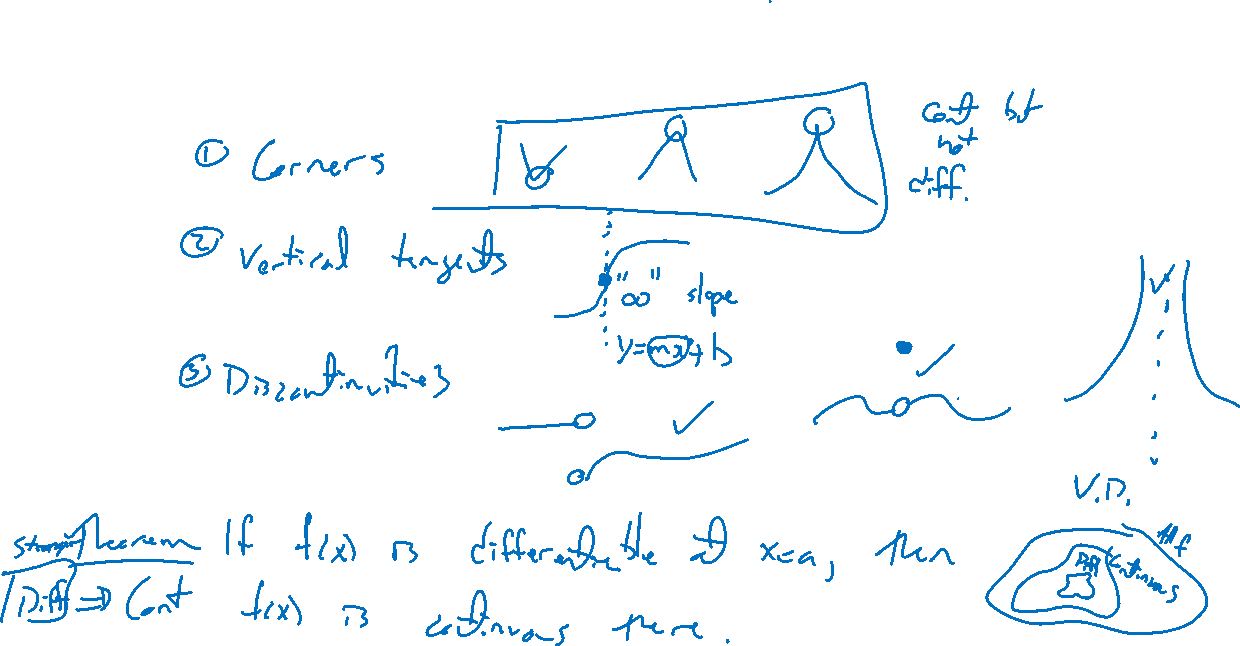 ① Corners
cont but
not
diff.
② Vertical tangents
"∞" slope
y=mx+b
③ Discontinuities
V.D.
Theorem If f(x) is differentiable at x=a, then
Diff ⇒ Cont f(x) is continuous there.
All f
Diff Continuous